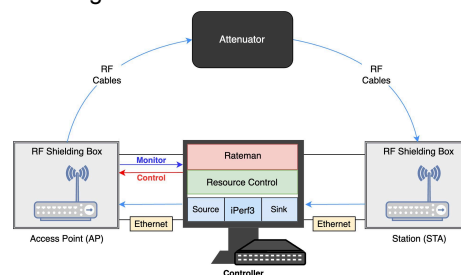 Attenuator
RF
Cables
RF
Cables
RF Shielding Box
Monitor
Control
Rateman
Resource Control
Source
iPerf3
Sink
RF Shielding Box
Ethernet
Ethernet
Access Point (AP)
Station (STA)
Controller